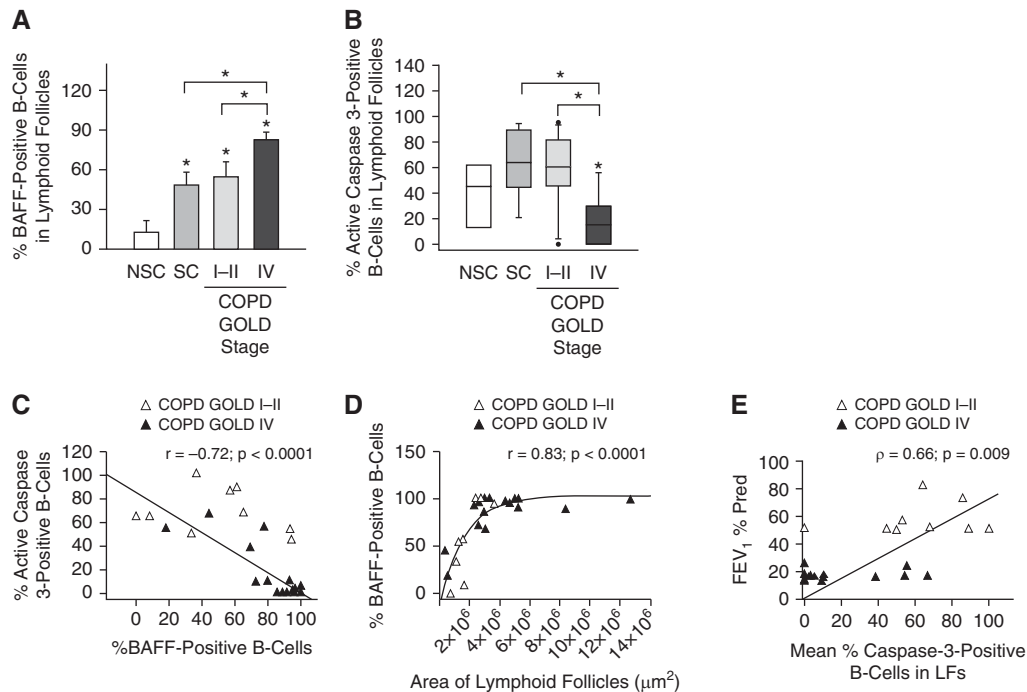 A
% BAFF-Positive B-Cells
in Lymphoid Follicles
120
90
60
30
0
*
*
*
*
*
NSC SC I–II IV
COPD
GOLD
Stage
B
% Active Caspase 3-Positive
B-Cells in Lymphoid Follicles
140
120
100
80
60
40
20
0
*
*
*
NSC SC I–II IV
COPD
GOLD
Stage
C
△ COPD GOLD I–II
▲ COPD GOLD IV
r = –0.72; p < 0.0001
% Active Caspase
3-Positive B-Cells
120
100
80
60
40
20
0
0 20 40 60 80 100
%BAFF-Positive B-Cells
D
△ COPD GOLD I–II
▲ COPD GOLD IV
r = 0.83; p < 0.0001
% BAFF-Positive B-Cells
150
100
50
0
2×10⁶ 4×10⁶ 6×10⁶ 8×10⁶ 10×10⁶ 12×10⁶ 14×10⁶
Area of Lymphoid Follicles (μm²)
E
△ COPD GOLD I–II
▲ COPD GOLD IV
ρ = 0.66; p = 0.009
FEV₁ % Pred
100
80
60
40
20
0
0 20 40 60 80 100
Mean % Caspase-3-Positive
B-Cells in LFs